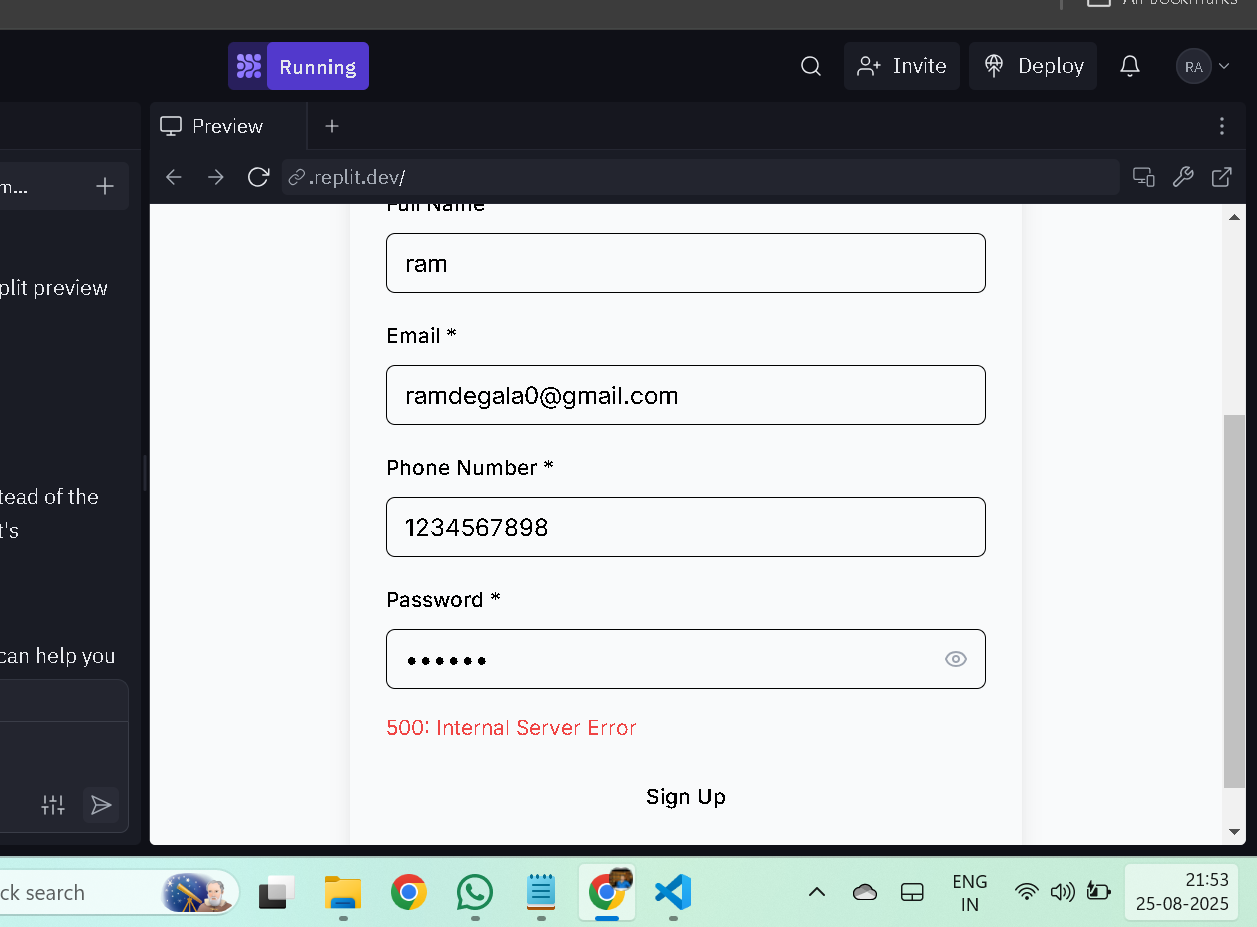 Running
Invite
Deploy
RA
Preview
m...
.replit.dev/
plit preview
tead of the
t's
can help you
Full Name
ram
Email *
ramdegala0@gmail.com
Phone Number *
1234567898
Password *
500: Internal Server Error
Sign Up
ck search
ENG
IN
21:53
25-08-2025